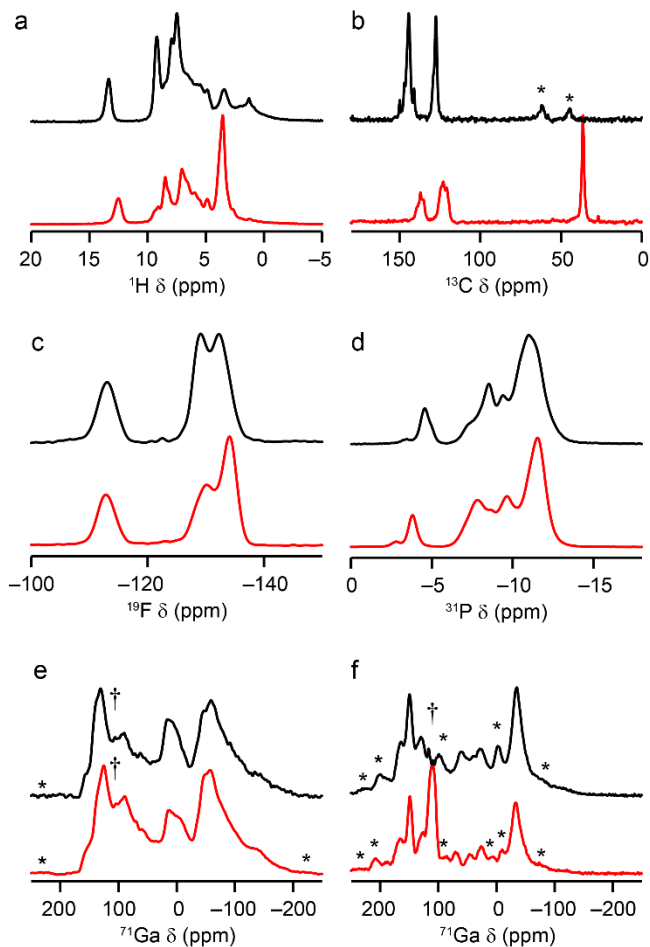 a
b
* *
20 15 10 5 0 –5
150 100 50 0
¹H δ (ppm)
¹³C δ (ppm)
c
d
–100 –120 –140
0 –5 –10 –15
¹⁹F δ (ppm)
³¹P δ (ppm)
e
f
†
†
* * * * *
†
* * * * * * *
200 100 0 –100 –200
200 100 0 –100 –200
⁷¹Ga δ (ppm)
⁷¹Ga δ (ppm)